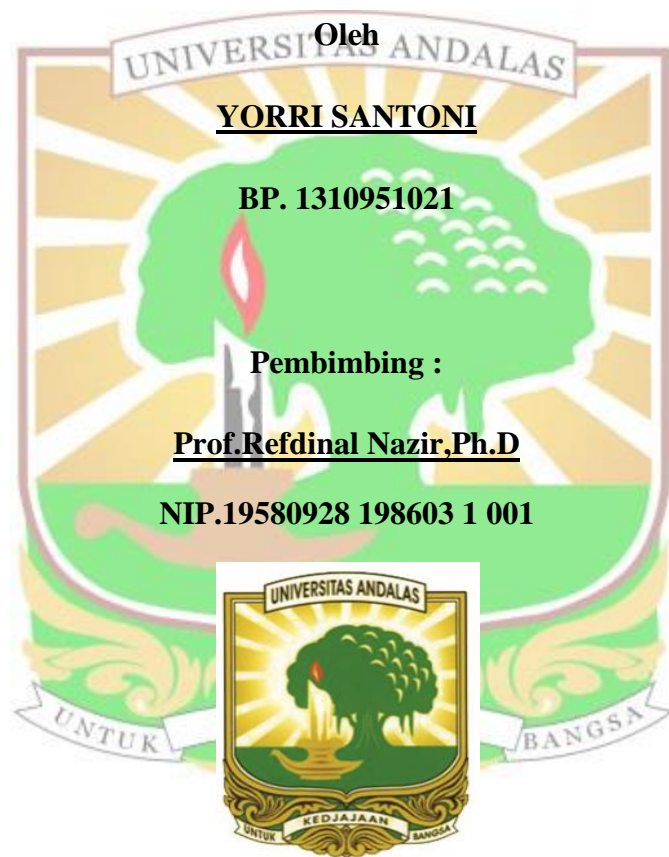 Oleh
UNIVERSITAS ANDALAS
YORRI SANTONI
BP. 1310951021
Pembimbing :
Prof.Refdinal Nazir,Ph.D
NIP.19580928 198603 1 001
UNIVERSITAS ANDALAS
UNTUK BANGSA
UNTUK KEDJAJAAN BANGSA